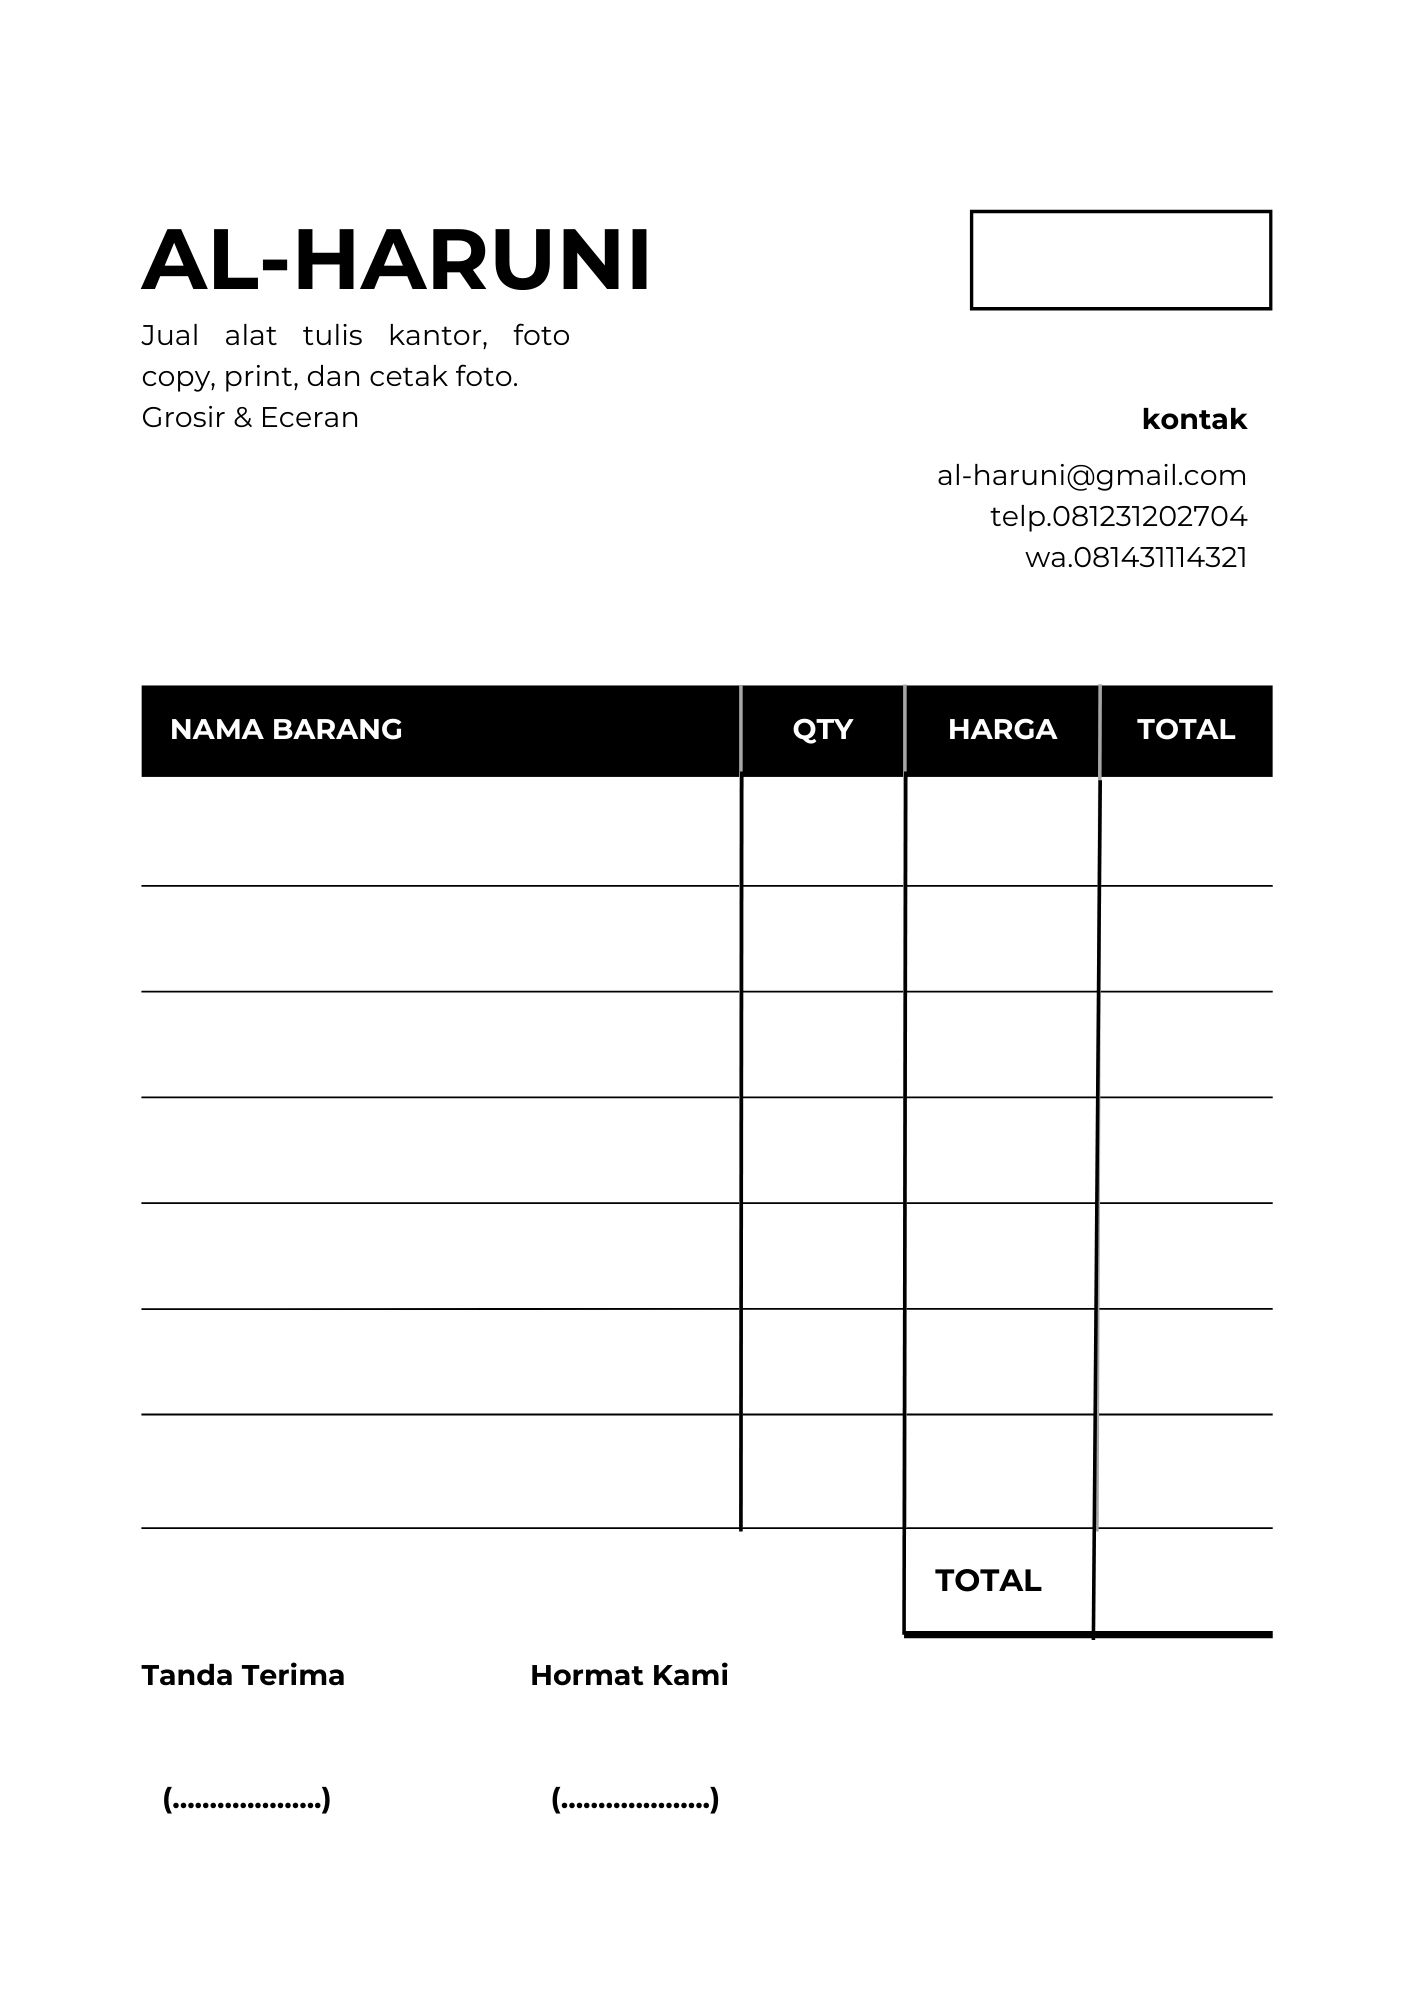 AL-HARUNI
Jual alat tulis kantor, foto
copy, print, dan cetak foto.
Grosir & Eceran
kontak
al-haruni@gmail.com
telp.081231202704
wa.081431114321
NAMA BARANG QTY HARGA TOTAL
TOTAL
Tanda Terima Hormat Kami
(....................) (....................)